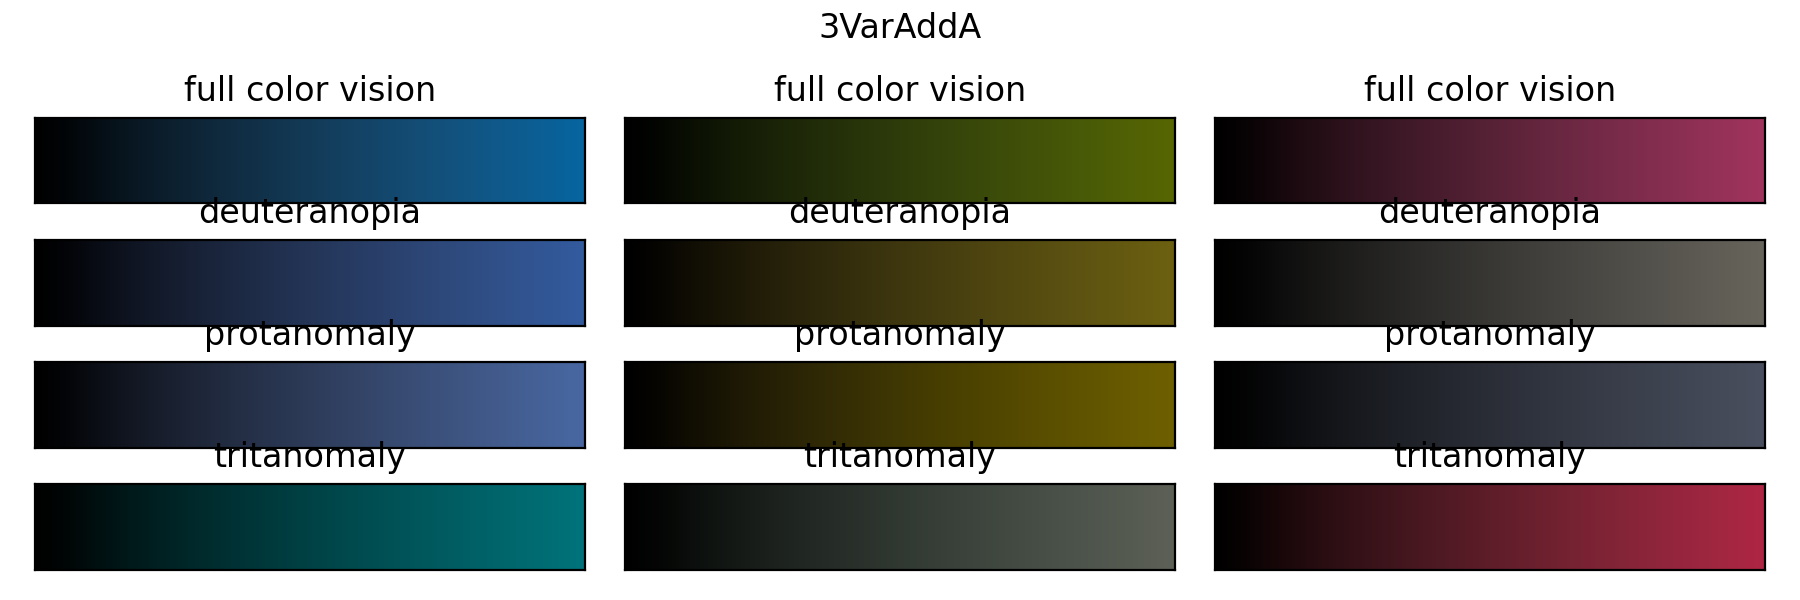 3VarAddA
full color vision full color vision full color vision
deuteranopia deuteranopia deuteranopia
protanomaly protanomaly protanomaly
tritanomaly tritanomaly tritanomaly